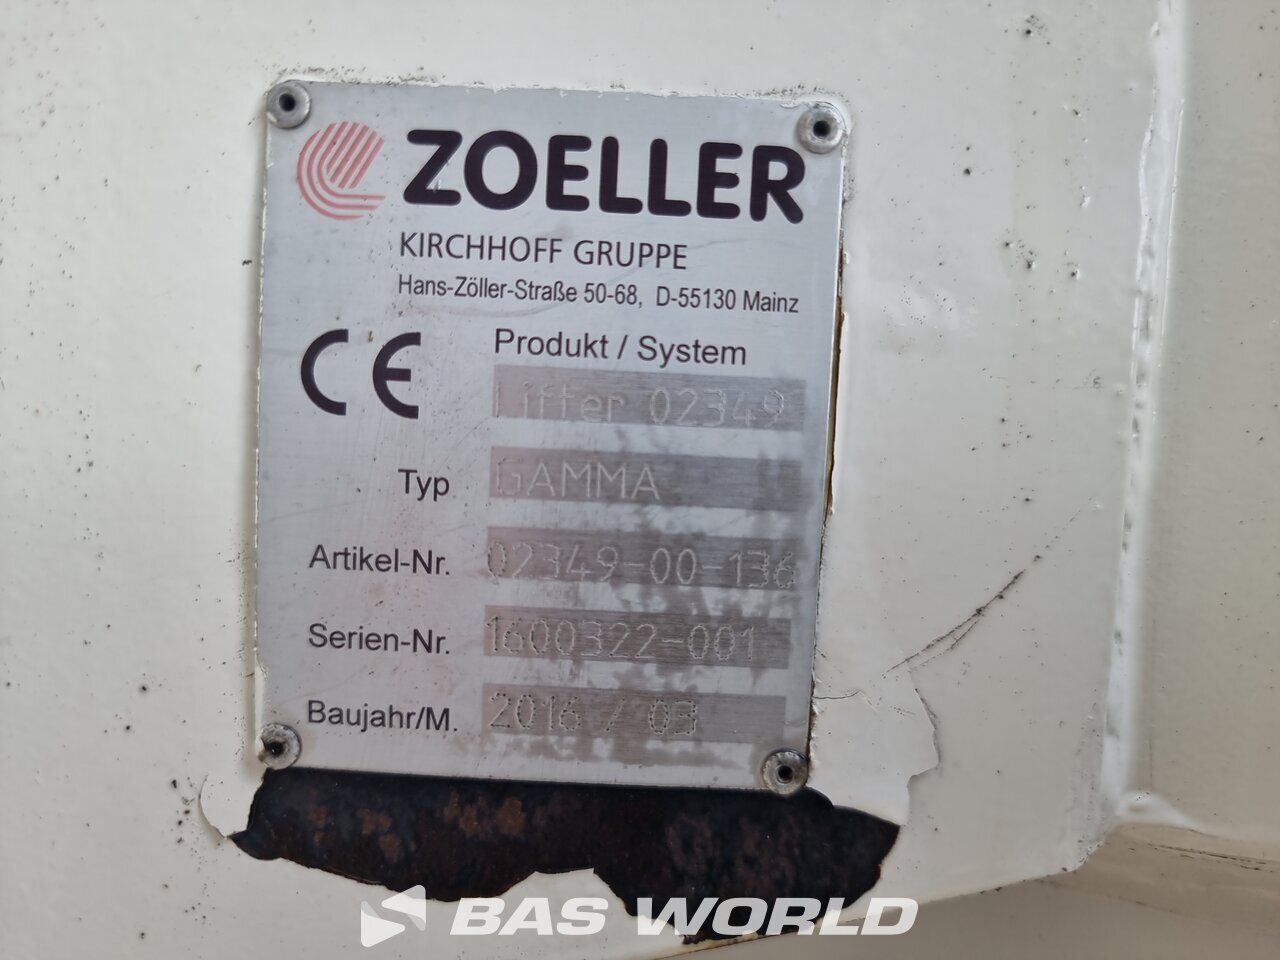 ZOELLER
KIRCHHOFF GRUPPE
Hans-Zöller-Straße 50-68, D-55130 Mainz
CE
Produkt / System
Lifter 02349
Typ GAMMA
Artikel-Nr. 02349-00-136
Serien-Nr. 1600322-001
Baujahr/M. 2016 / 03
BAS WORLD